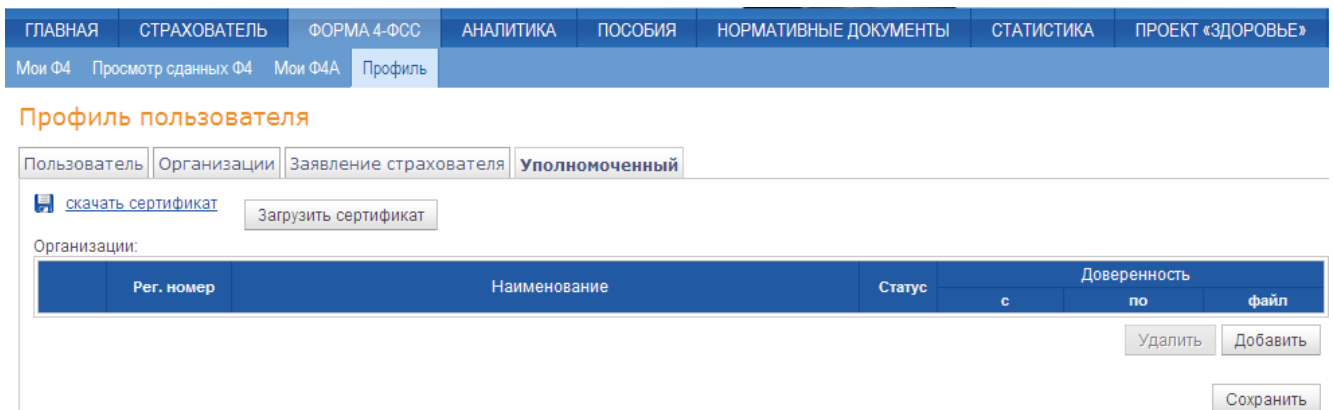 ГЛАВНАЯ СТРАХОВАТЕЛЬ ФОРМА 4-ФСС АНАЛИТИКА ПОСОБИЯ НОРМАТИВНЫЕ ДОКУМЕНТЫ СТАТИСТИКА ПРОЕКТ «ЗДОРОВЬЕ»
Мои Ф4 Просмотр сданных Ф4 Мои Ф4А Профиль
Профиль пользователя
Пользователь Организации Заявление страхователя Уполномоченный
скачать сертификат Загрузить сертификат
Организации:
Рег. номер Наименование Статус Доверенность
с по файл
Удалить Добавить
Сохранить